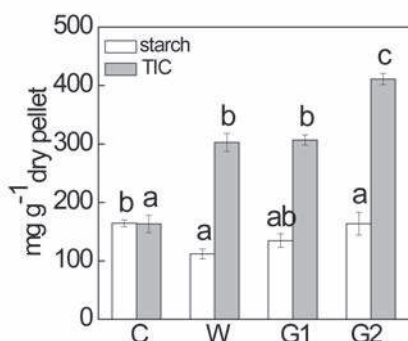 500
400
300
200
100
0
mg g⁻¹ dry pellet
starch
TIC
b a
a b
ab b
a c
C W G1 G2